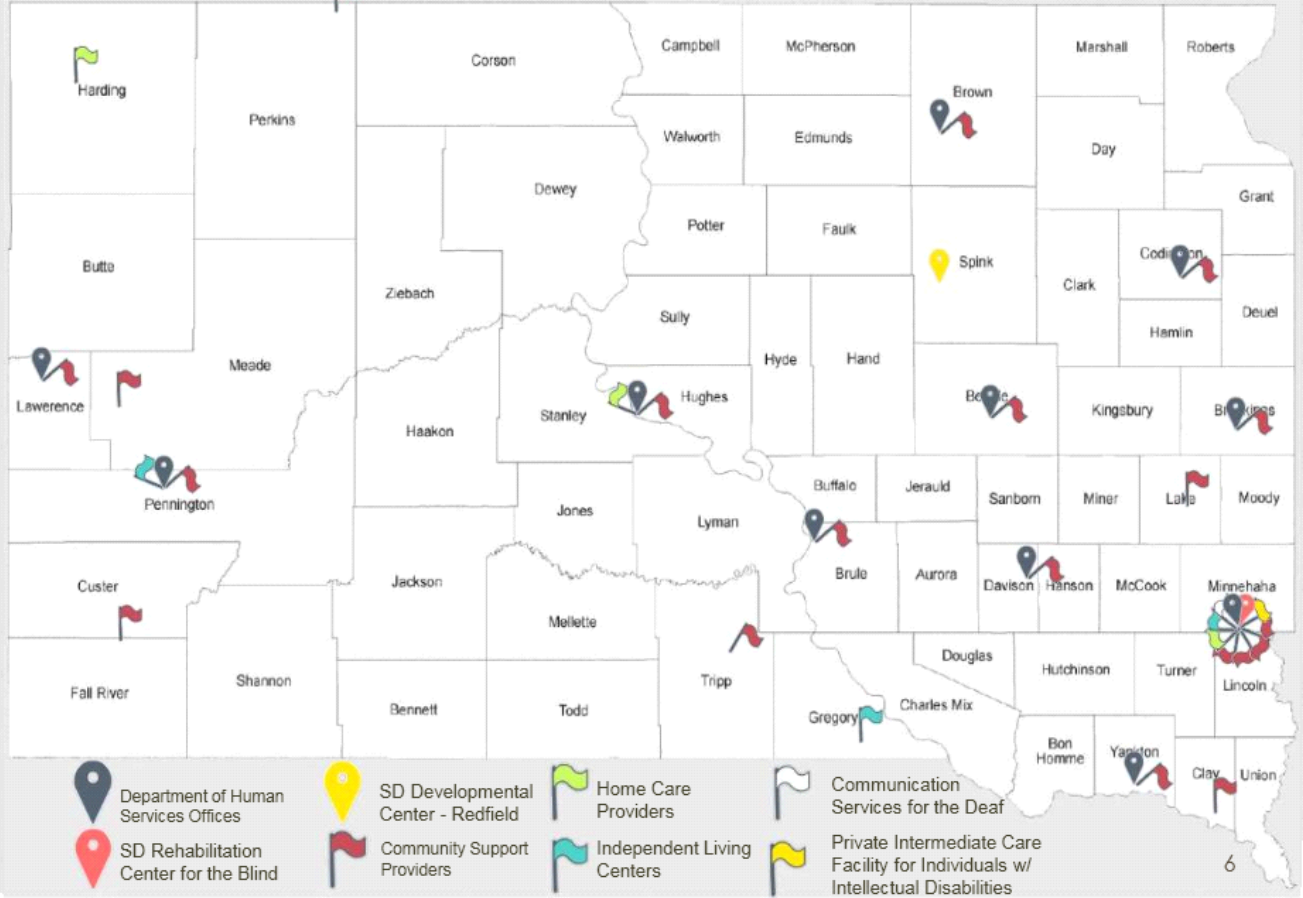 Harding
Perkins
Corson
Campbell
McPherson
Brown
Marshall
Roberts
Walworth
Edmunds
Day
Dewey
Grant
Potter
Faulk
Spink
Codington
Butte
Ziebach
Clark
Deuel
Sully
Hamlin
Meade
Hyde
Hand
Lawerence
Hughes
Beadle
Kingsbury
Brookings
Stanley
Haakon
Pennington
Buffalo
Jerauld
Sanborn
Miner
Lake
Moody
Jones
Lyman
Custer
Jackson
Brule
Aurora
Davison
Hanson
McCook
Minnehaha
Mellette
Fall River
Shannon
Tripp
Douglas
Hutchinson
Turner
Lincoln
Bennett
Todd
Gregory
Charles Mix
Bon
Homme
Yankton
Clay
Union
Department of Human
Services Offices
SD Developmental
Center - Redfield
Home Care
Providers
Communication
Services for the Deaf
SD Rehabilitation
Center for the Blind
Community Support
Providers
Independent Living
Centers
Private Intermediate Care
Facility for Individuals w/
Intellectual Disabilities
6